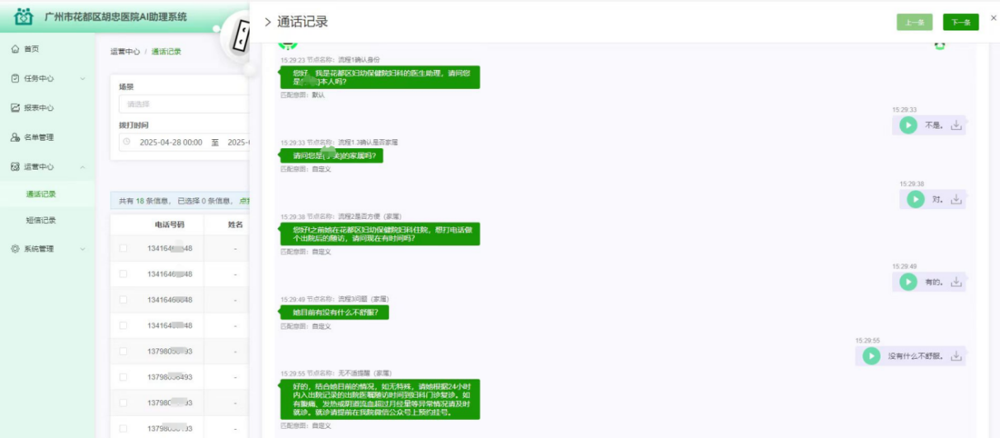 广州市花都区胡忠医院AI助理系统
首页
任务中心
报表中心
名单管理
运营中心
通话记录
短信记录
系统管理
运营中心 / 通话记录
场景
请选择
拨打时间
2025-04-28 00:00 至 2025-
共有 18 条信息, 已选择 0 条信息,
电话号码 姓名
134164 48 -
1341646 48 -
1341646 48 -
134164 48 -
1379805 93 -
13798 493 -
13798 93 -
13798 93 -
> 通话记录
上一条 下一条 ×
15:29:23 节点名称: 流程1确认身份
您好, 我是花都区妇幼保健院妇科的医生助理, 请问您
是{ }本人吗?
匹配意图: 默认
15:29:33
不是。
15:29:33 节点名称: 流程1.3确认是否家属
请问您是{ }的家属吗?
匹配意图: 自定义
15:29:38
对。
15:29:38 节点名称: 流程2是否方便 (家属)
您好!之前她在花都区妇幼保健院妇科住院, 想打电话做
个出院后的随访, 请问现在有时间吗?
匹配意图: 自定义
15:29:49
有的。
15:29:49 节点名称: 流程3问题 (家属)
她目前有没有什么不舒服?
匹配意图: 自定义
15:29:55
没有什么不舒服。
15:29:55 节点名称: 无不适提醒 (家属)
好的, 结合她目前的情况, 如无特殊, 请她根据24小时
内入出院记录的出院医嘱随访时间到妇科门诊复诊。如
有腹痛、发热或阴道流血超过月经量等异常情况请及时
就诊。就诊请提前在我院微信公众号上预约挂号。
匹配意图: 自定义